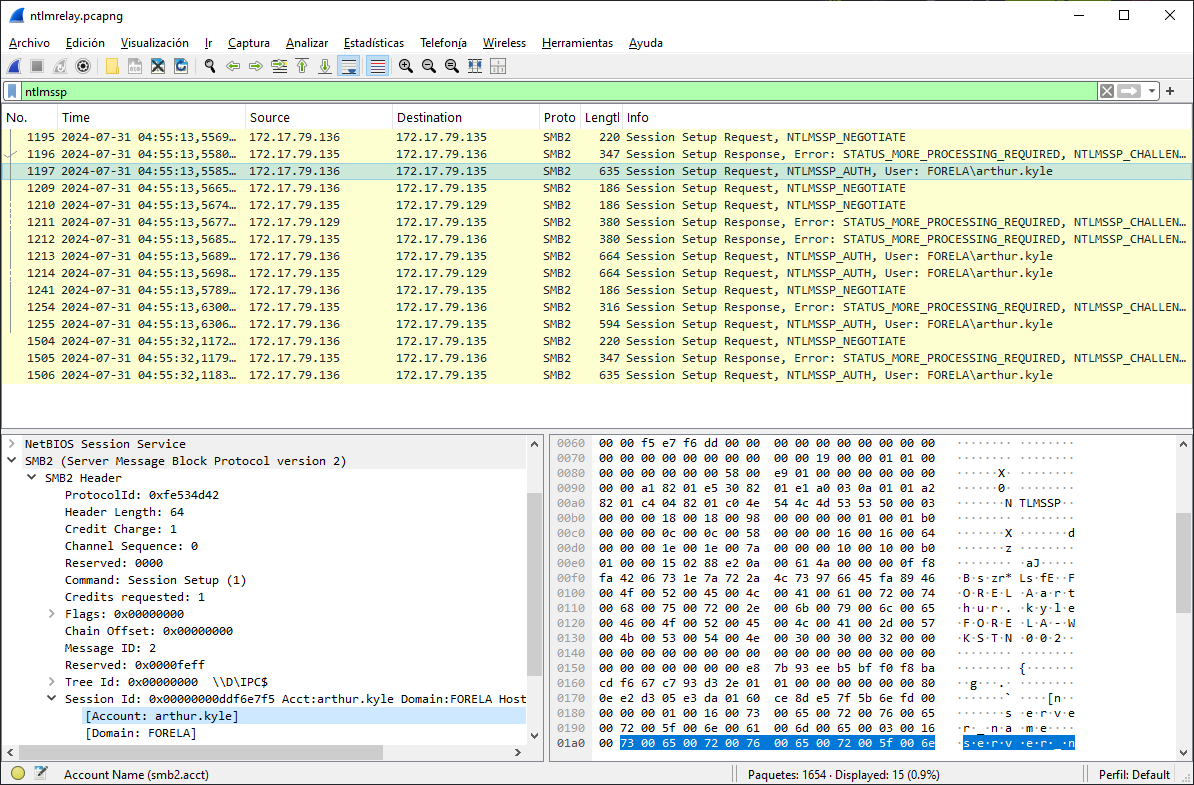 ntlmrelay.pcapng
Archivo Edición Visualización Ir Captura Analizar Estadísticas Telefonía Wireless Herramientas Ayuda
ntlmssp
No. Time Source Destination Proto Lengtl Info
1195 2024-07-31 04:55:13,5569… 172.17.79.136 172.17.79.135 SMB2 220 Session Setup Request, NTLMSSP_NEGOTIATE
1196 2024-07-31 04:55:13,5580… 172.17.79.135 172.17.79.136 SMB2 347 Session Setup Response, Error: STATUS_MORE_PROCESSING_REQUIRED, NTLMSSP_CHALLEN…
1197 2024-07-31 04:55:13,5585… 172.17.79.136 172.17.79.135 SMB2 635 Session Setup Request, NTLMSSP_AUTH, User: FORELA\arthur.kyle
1209 2024-07-31 04:55:13,5665… 172.17.79.136 172.17.79.135 SMB2 186 Session Setup Request, NTLMSSP_NEGOTIATE
1210 2024-07-31 04:55:13,5674… 172.17.79.135 172.17.79.129 SMB2 186 Session Setup Request, NTLMSSP_NEGOTIATE
1211 2024-07-31 04:55:13,5677… 172.17.79.129 172.17.79.135 SMB2 380 Session Setup Response, Error: STATUS_MORE_PROCESSING_REQUIRED, NTLMSSP_CHALLEN…
1212 2024-07-31 04:55:13,5685… 172.17.79.135 172.17.79.136 SMB2 380 Session Setup Response, Error: STATUS_MORE_PROCESSING_REQUIRED, NTLMSSP_CHALLEN…
1213 2024-07-31 04:55:13,5689… 172.17.79.136 172.17.79.135 SMB2 664 Session Setup Request, NTLMSSP_AUTH, User: FORELA\arthur.kyle
1214 2024-07-31 04:55:13,5698… 172.17.79.135 172.17.79.129 SMB2 664 Session Setup Request, NTLMSSP_AUTH, User: FORELA\arthur.kyle
1241 2024-07-31 04:55:13,5789… 172.17.79.136 172.17.79.135 SMB2 186 Session Setup Request, NTLMSSP_NEGOTIATE
1254 2024-07-31 04:55:13,6300… 172.17.79.135 172.17.79.136 SMB2 316 Session Setup Response, Error: STATUS_MORE_PROCESSING_REQUIRED, NTLMSSP_CHALLEN…
1255 2024-07-31 04:55:13,6306… 172.17.79.136 172.17.79.135 SMB2 594 Session Setup Request, NTLMSSP_AUTH, User: FORELA\arthur.kyle
1504 2024-07-31 04:55:32,1172… 172.17.79.136 172.17.79.135 SMB2 220 Session Setup Request, NTLMSSP_NEGOTIATE
1505 2024-07-31 04:55:32,1179… 172.17.79.135 172.17.79.136 SMB2 347 Session Setup Response, Error: STATUS_MORE_PROCESSING_REQUIRED, NTLMSSP_CHALLEN…
1506 2024-07-31 04:55:32,1183… 172.17.79.136 172.17.79.135 SMB2 635 Session Setup Request, NTLMSSP_AUTH, User: FORELA\arthur.kyle
NetBIOS Session Service
SMB2 (Server Message Block Protocol version 2)
SMB2 Header
ProtocolId: 0xfe534d42
Header Length: 64
Credit Charge: 1
Channel Sequence: 0
Reserved: 0000
Command: Session Setup (1)
Credits requested: 1
Flags: 0x00000000
Chain Offset: 0x00000000
Message ID: 2
Reserved: 0x0000feff
Tree Id: 0x00000000 \\D\IPC$
Session Id: 0x00000000ddf6e7f5 Acct:arthur.kyle Domain:FORELA Host
[Account: arthur.kyle]
[Domain: FORELA]
0060 00 00 f5 e7 f6 dd 00 00 00 00 00 00 00 00 00 00 ········ ········
0070 00 00 00 00 00 00 00 00 00 00 19 00 00 01 01 00 ········ ········
0080 00 00 00 00 00 00 58 00 e9 01 00 00 00 00 00 00 ······X· ········
0090 00 00 a1 82 01 e5 30 82 01 e1 a0 03 0a 01 01 a2 ······0· ········
00a0 82 01 c4 04 82 01 c0 4e 54 4c 4d 53 53 50 00 03 ·······N TLMSSP··
00b0 00 00 00 18 00 18 00 98 00 00 00 00 01 00 01 b0 ········ ········
00c0 00 00 00 0c 00 0c 00 58 00 00 00 16 00 16 00 64 ·······X ·······d
00d0 00 00 00 1e 00 1e 00 7a 00 00 00 10 00 10 00 b0 ·······z ········
00e0 01 00 00 15 02 88 e2 0a 00 61 4a 00 00 00 0f f8 ········ ·aJ·····
00f0 fa 42 06 73 1e 7a 72 2a 4c 73 97 66 45 fa 89 46 ·B·s·zr* Ls·fE··F
0100 00 4f 00 52 00 45 00 4c 00 41 00 61 00 72 00 74 ·O·R·E·L ·A·a·r·t
0110 00 68 00 75 00 72 00 2e 00 6b 00 79 00 6c 00 65 ·h·u·r·. ·k·y·l·e
0120 00 46 00 4f 00 52 00 45 00 4c 00 41 00 2d 00 57 ·F·O·R·E ·L·A·-·W
0130 00 4b 00 53 00 54 00 4e 00 30 00 30 00 32 00 00 ·K·S·T·N ·0·0·2··
0140 00 00 00 00 00 00 00 00 00 00 00 00 00 00 00 00 ········ ········
0150 00 00 00 00 00 00 00 e8 7b 93 ee b5 bf f0 f8 ba ········ {·······
0160 cd f6 67 c7 93 d3 2e 01 01 00 00 00 00 00 00 80 ··g···.· ········
0170 0e e2 d3 05 e3 da 01 60 ce 8d e5 7f 5b 6e fd 00 ·······` ····[n··
0180 00 00 00 01 00 16 00 73 00 65 00 72 00 76 00 65 ·······s ·e·r·v·e
0190 00 72 00 5f 00 6e 00 61 00 6d 00 65 00 03 00 16 ·r·_·n·a ·m·e····
01a0 00 73 00 65 00 72 00 76 00 65 00 72 00 5f 00 6e ·s·e·r·v ·e·r·_·n
Account Name (smb2.acct) Paquetes: 1654 · Displayed: 15 (0.9%) Perfil: Default